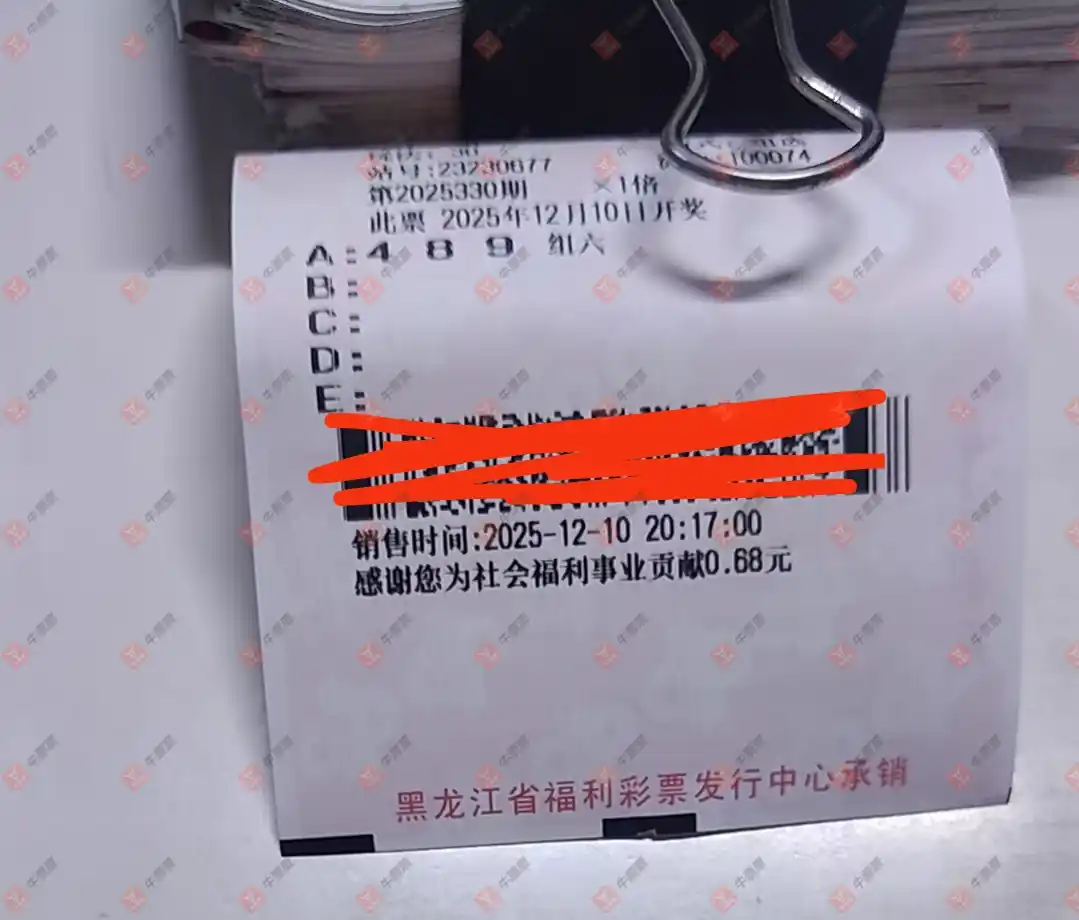 站号:23230677
100074
第2025330期 ×1倍
此票 2025年12月10日开奖
A:4 8 9 组六
B:
C:
D:
E:
销售时间:2025-12-10 20:17:00
感谢您为社会福利事业贡献0.68元
黑龙江省福利彩票发行中心承销